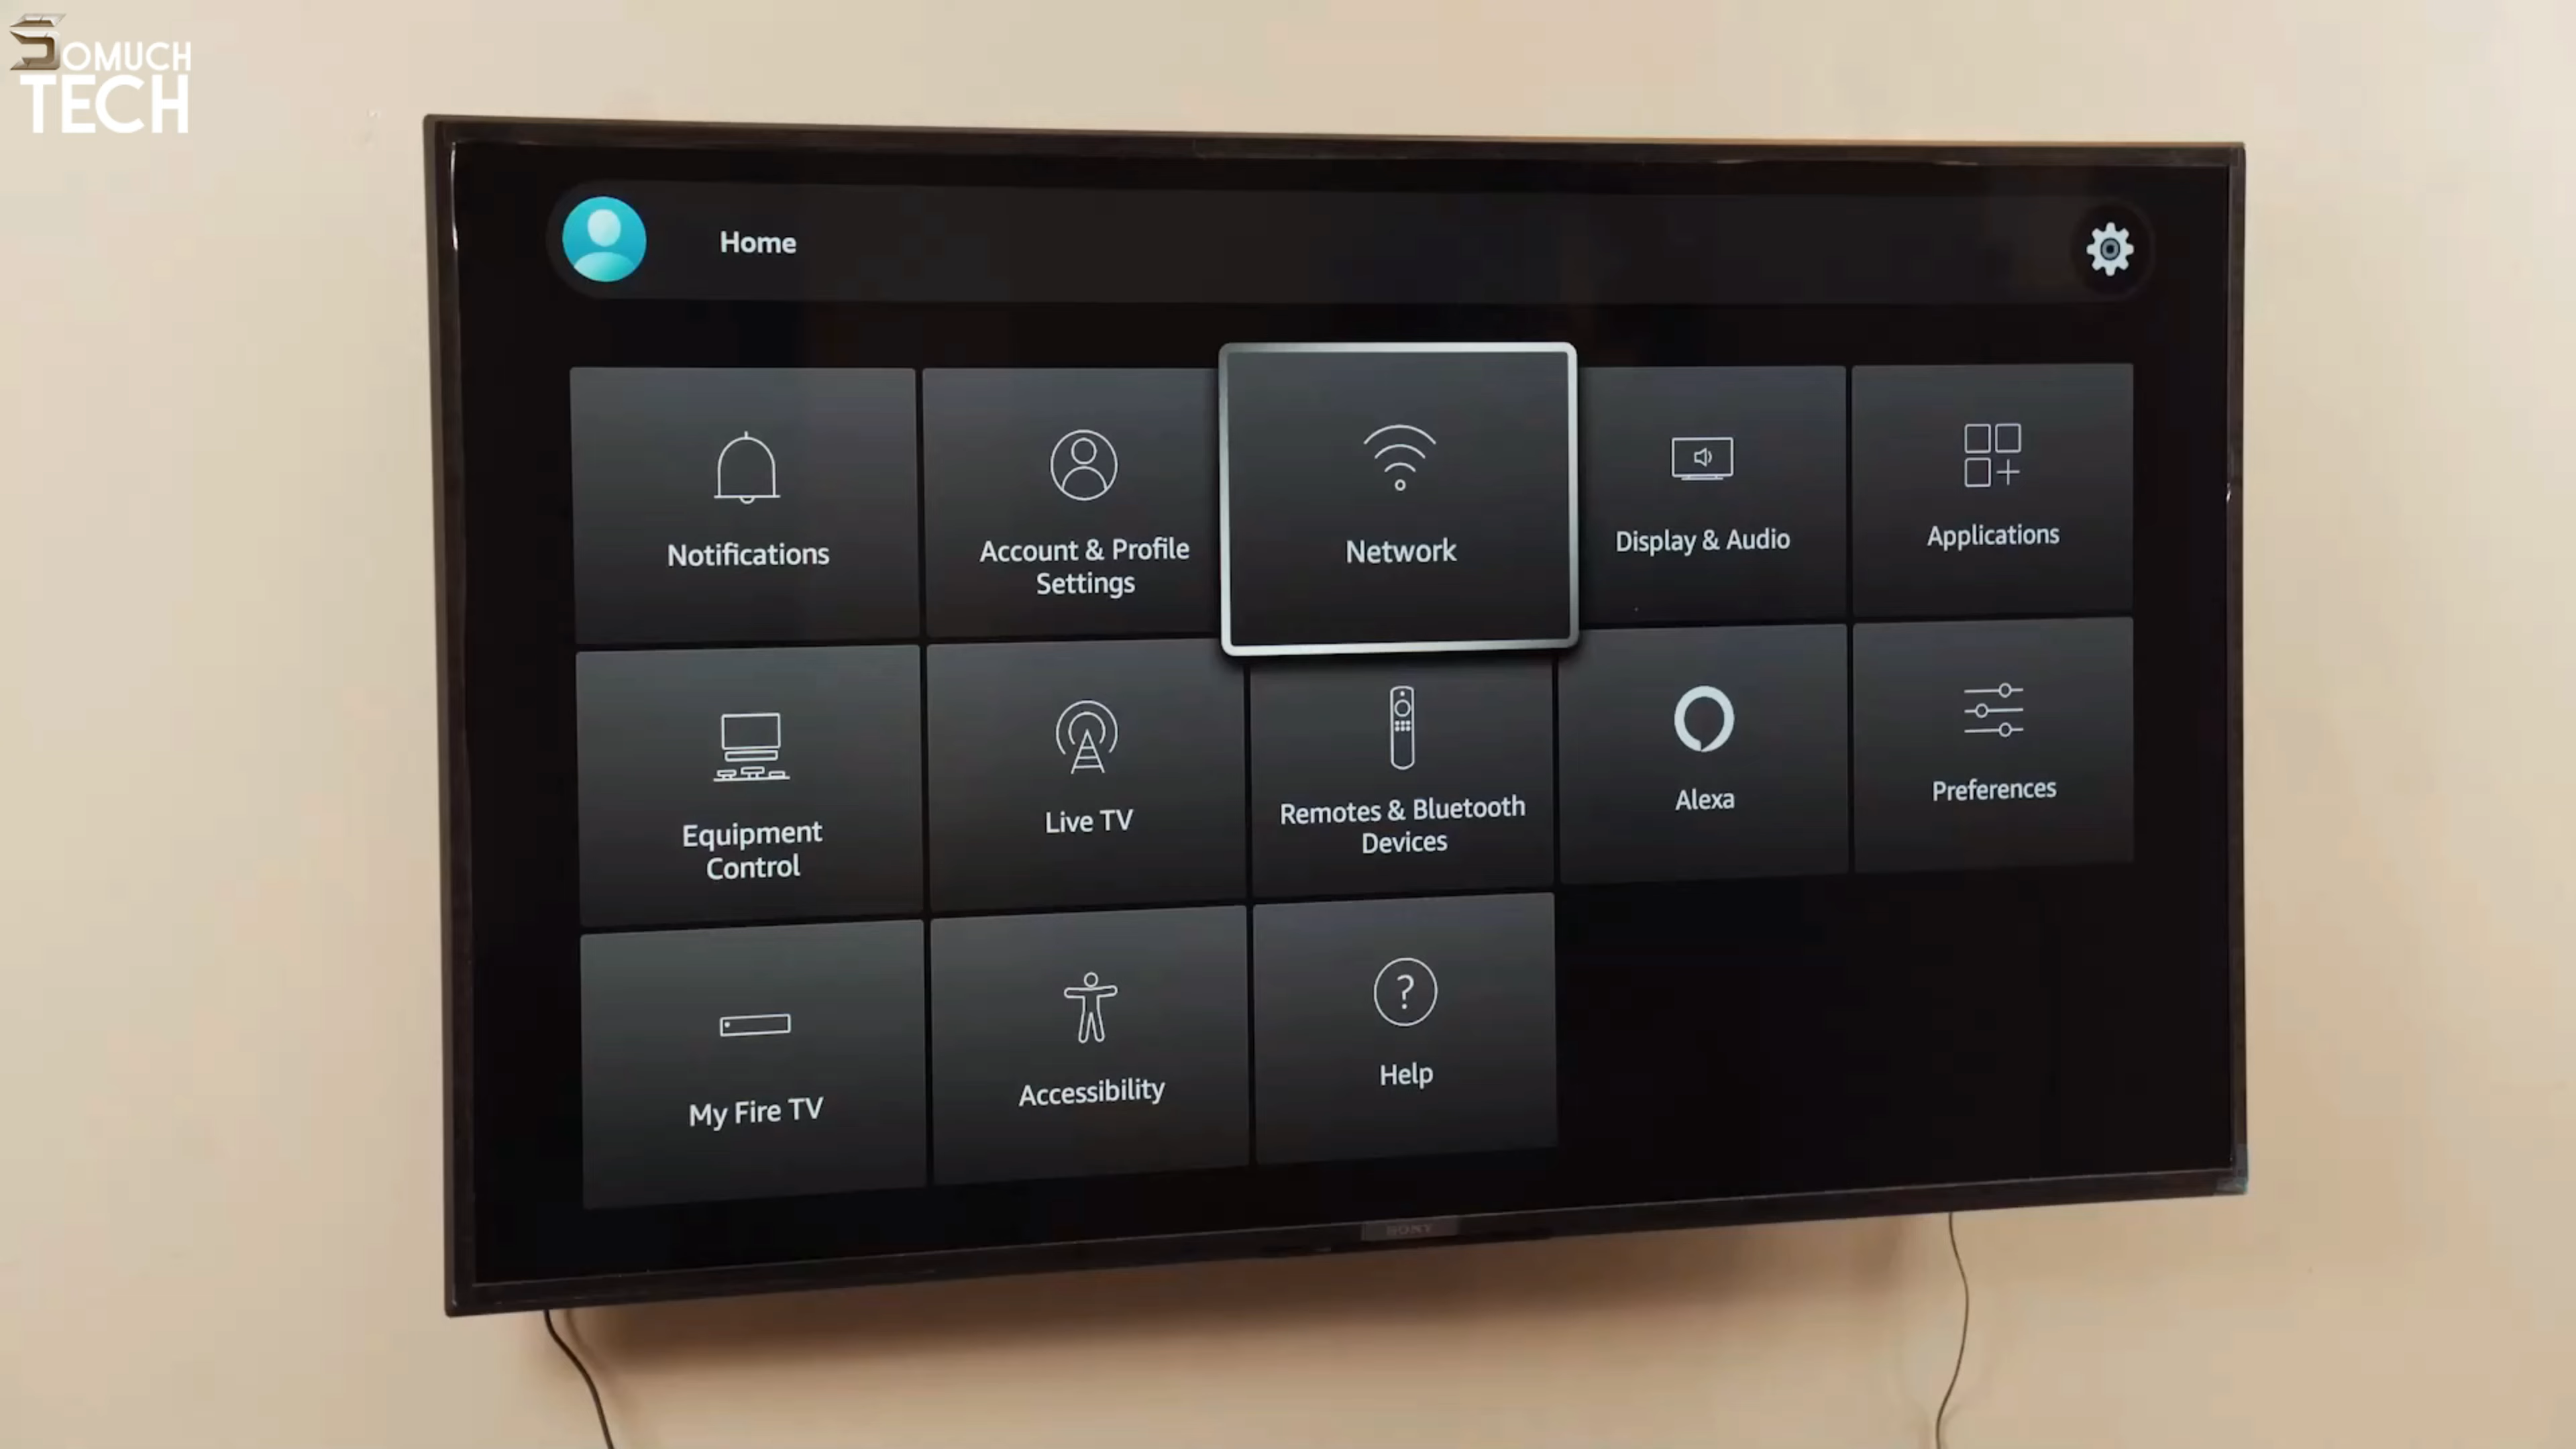 SOMUCH
TECH
Home
Notifications
Account & Profile
Settings
Network
Display & Audio
Applications
Equipment
Control
Live TV
Remotes & Bluetooth
Devices
Alexa
Preferences
My Fire TV
Accessibility
?
Help
SONY